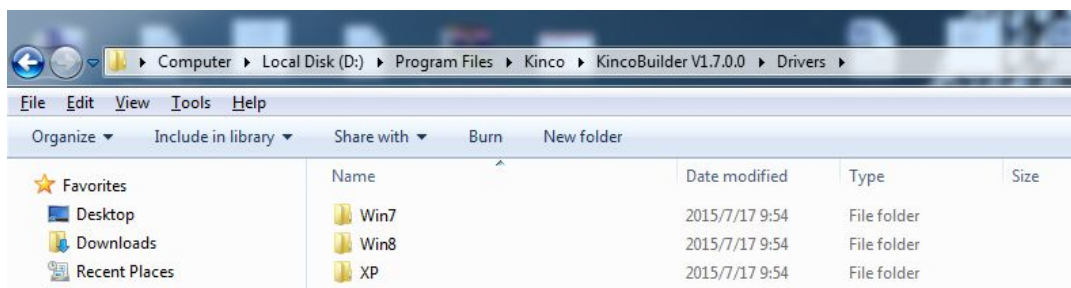 Computer Local Disk (D:) Program Files Kinco KincoBuilder V1.7.0.0 Drivers
File Edit View Tools Help
Organize Include in library Share with Burn New folder
Favorites
Desktop
Downloads
Recent Places
Name Date modified Type Size
Win7 2015/7/17 9:54 File folder
Win8 2015/7/17 9:54 File folder
XP 2015/7/17 9:54 File folder